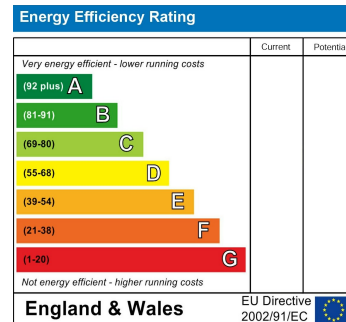 Energy Efficiency Rating
Current Potentia
Very energy efficient - lower running costs
(92 plus) A
(81-91) B
(69-80) C
(55-68) D
(39-54) E
(21-38) F
(1-20) G
Not energy efficient - higher running costs
England & Wales
EU Directive
2002/91/EC